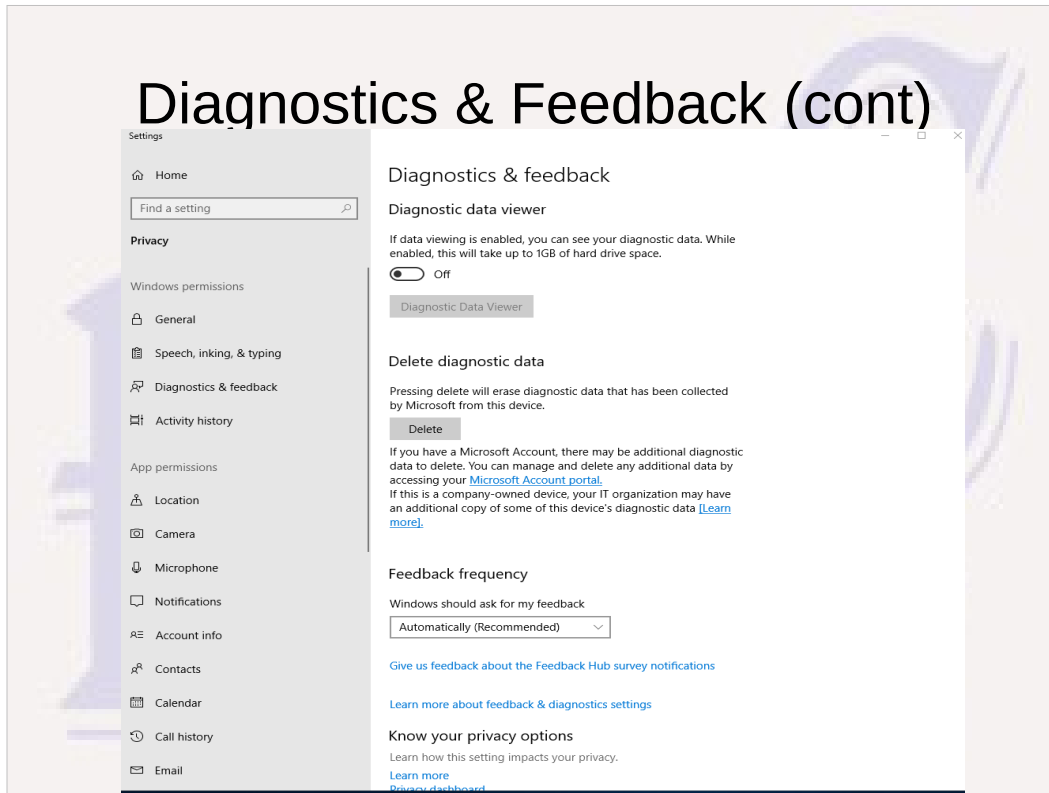 Diagnostics & Feedback (cont)
Settings
Home
Find a setting
Privacy
Windows permissions
General
Speech, inking, & typing
Diagnostics & feedback
Activity history
App permissions
Location
Camera
Microphone
Notifications
Account info
Contacts
Calendar
Call history
Email
Diagnostics & feedback
Diagnostic data viewer
If data viewing is enabled, you can see your diagnostic data. While
enabled, this will take up to 1GB of hard drive space.
Off
Diagnostic Data Viewer
Delete diagnostic data
Pressing delete will erase diagnostic data that has been collected
by Microsoft from this device.
Delete
If you have a Microsoft Account, there may be additional diagnostic
data to delete. You can manage and delete any additional data by
accessing your Microsoft Account portal.
If this is a company-owned device, your IT organization may have
an additional copy of some of this device's diagnostic data [Learn
more].
Feedback frequency
Windows should ask for my feedback
Automatically (Recommended)
Give us feedback about the Feedback Hub survey notifications
Learn more about feedback & diagnostics settings
Know your privacy options
Learn how this setting impacts your privacy.
Learn more
Privacy dashboard